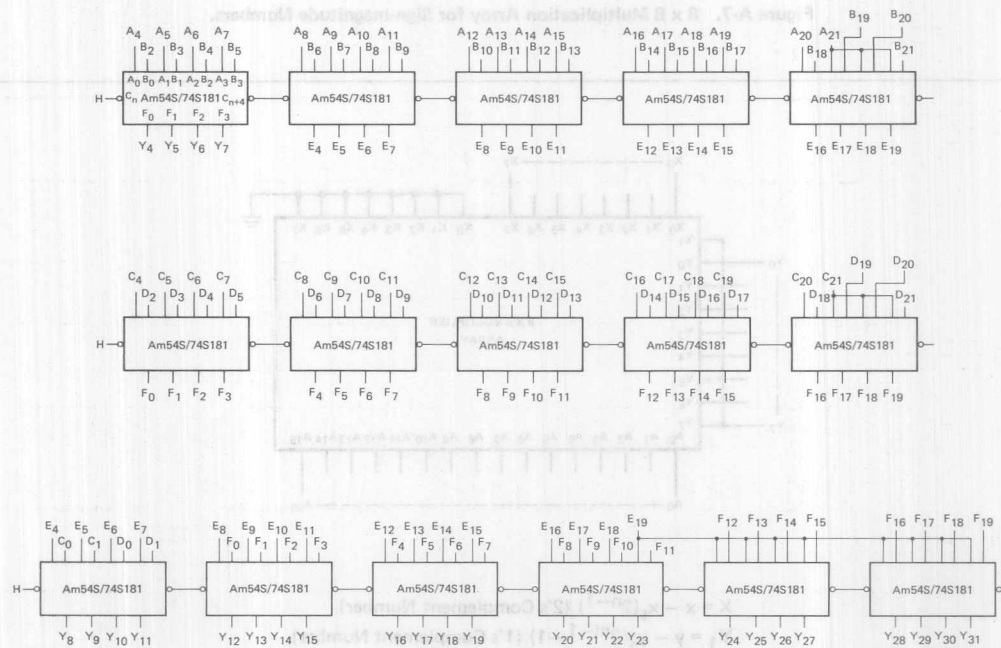 A4 A5 A6 A7 A8 A9 A10 A11 A12 A13 A14 A15 A16 A17 A18 A19 A20 A21 B19 B20
B2 B3 B4 B5 B6 B7 B8 B9 B10 B11 B12 B13 B14 B15 B16 B17 B18 B21
A0 B0 A1 B1 A2 B2 A3 B3
H Cn Am54S/74S181 Cn+4 Am54S/74S181 Am54S/74S181 Am54S/74S181 Am54S/74S181
F0 F1 F2 F3
Y4 Y5 Y6 Y7 E4 E5 E6 E7 E8 E9 E10 E11 E12 E13 E14 E15 E16 E17 E18 E19
C4 C5 C6 C7 C8 C9 C10 C11 C12 C13 C14 C15 C16 C17 C18 C19 C20 C21 D19 D20
D2 D3 D4 D5 D6 D7 D8 D9 D10 D11 D12 D13 D14 D15 D16 D17 D18 D21
H Am54S/74S181 Am54S/74S181 Am54S/74S181 Am54S/74S181 Am54S/74S181
F0 F1 F2 F3 F4 F5 F6 F7 F8 F9 F10 F11 F12 F13 F14 F15 F16 F17 F18 F19
E4 E5 E6 E7 E8 E9 E10 E11 E12 E13 E14 E15 E16 E17 E18 E19 F12 F13 F14 F15 F16 F17 F18 F19
C0 C1 D0 D1 F0 F1 F2 F3 F4 F5 F6 F7 F8 F9 F10 F11
H Am54S/74S181 Am54S/74S181 Am54S/74S181 Am54S/74S181 Am54S/74S181 Am54S/74S181
Y8 Y9 Y10 Y11 Y12 Y13 Y14 Y15 Y16 Y17 Y18 Y19 Y20 Y21 Y22 Y23 Y24 Y25 Y26 Y27 Y28 Y29 Y30 Y31